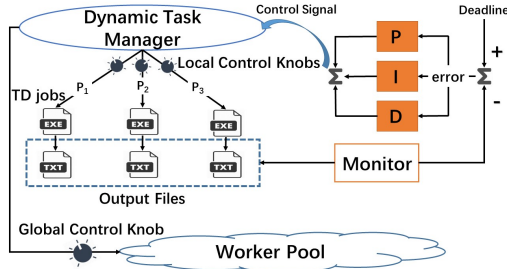 Control Signal
Deadline
Dynamic Task
Manager
P
+
Local Control Knobs
Σ
I
error
Σ
TD jobs
P1
P2
P3
-
D
EXE
EXE
EXE
TXT
TXT
TXT
Monitor
Output Files
Global Control Knob
Worker Pool